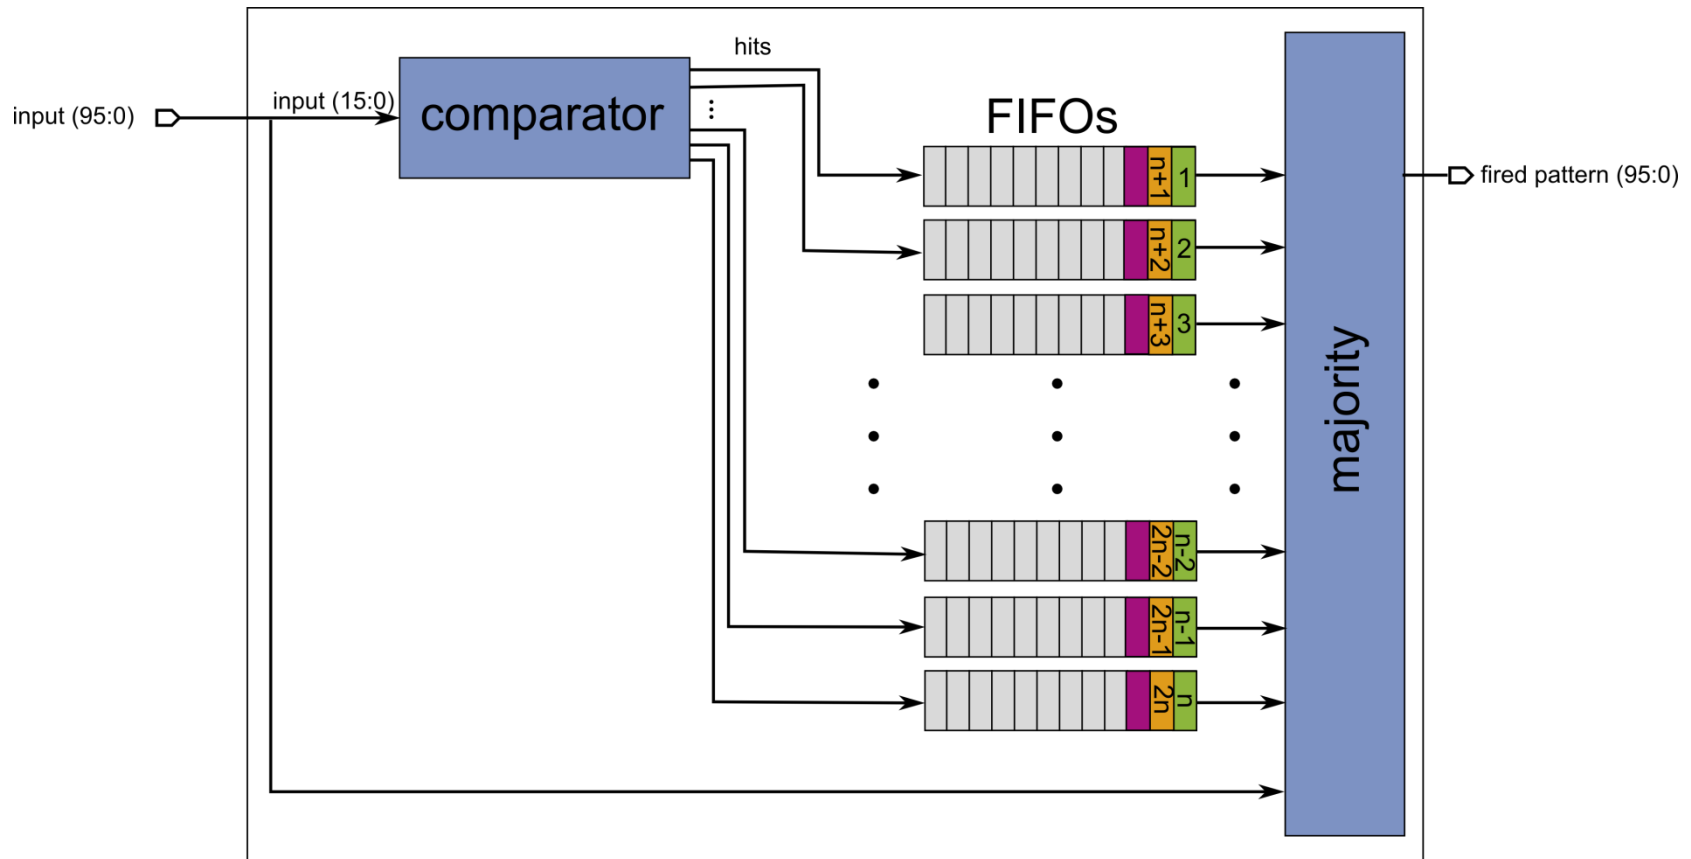 hits
input (95:0)
input (15:0)
comparator
FIFOs
n+1
1
fired pattern (95:0)
n+2
2
n+3
3
majority
2n-2
n-2
2n-1
n-1
2n
n